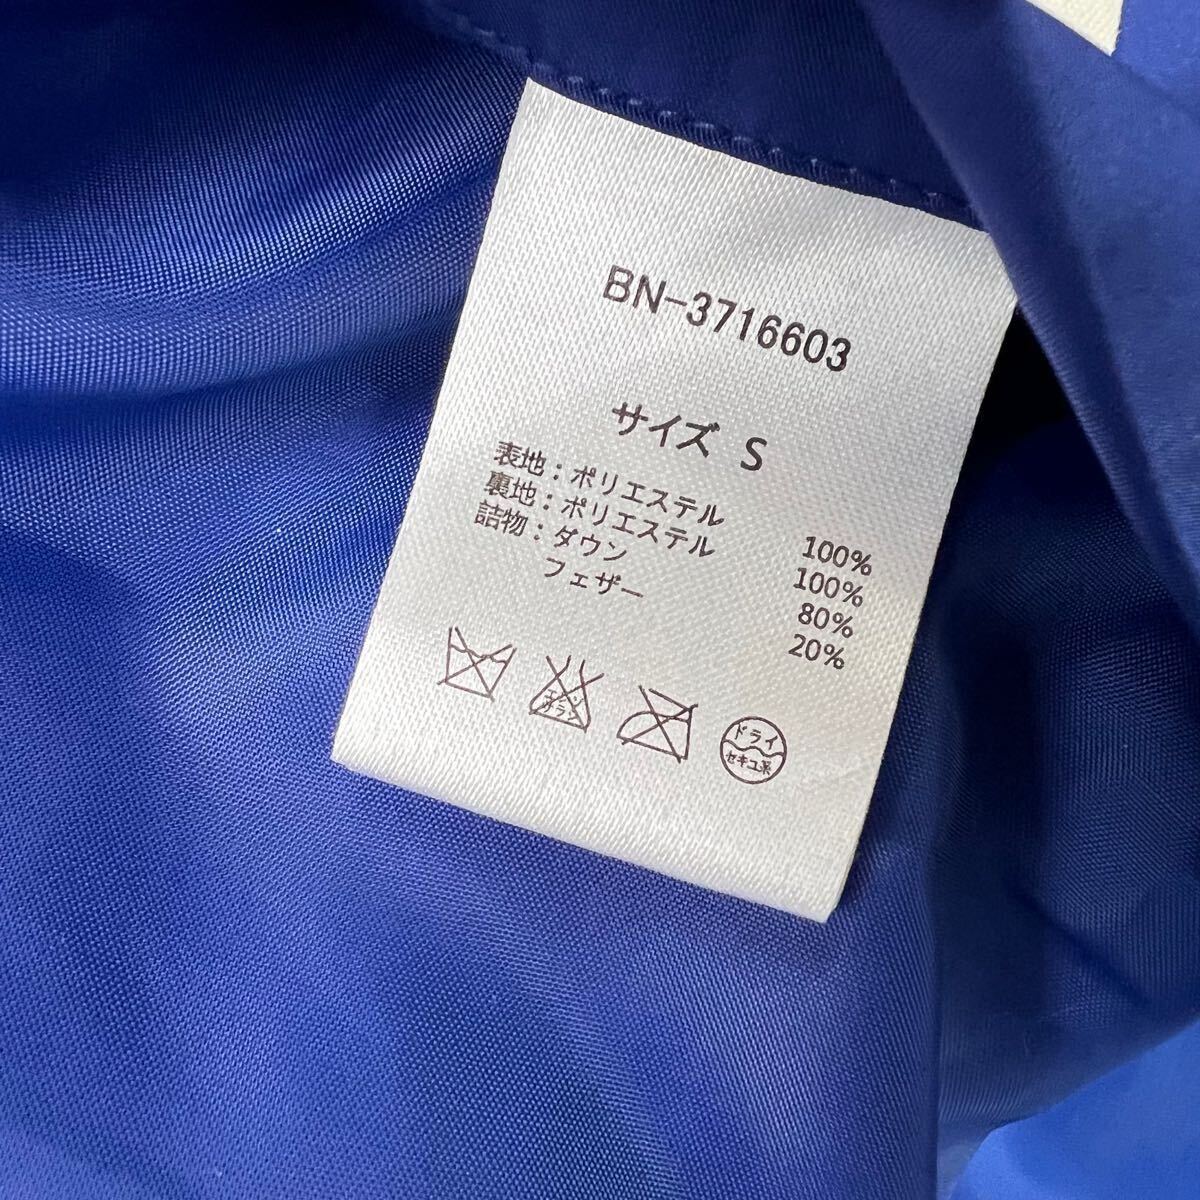 BN-3716603
サイズ S
表地：ポリエステル 100%
裏地：ポリエステル 100%
詰物：ダウン 80%
フェザー 20%
エンソ
サラシ
ドライ
セキユ系